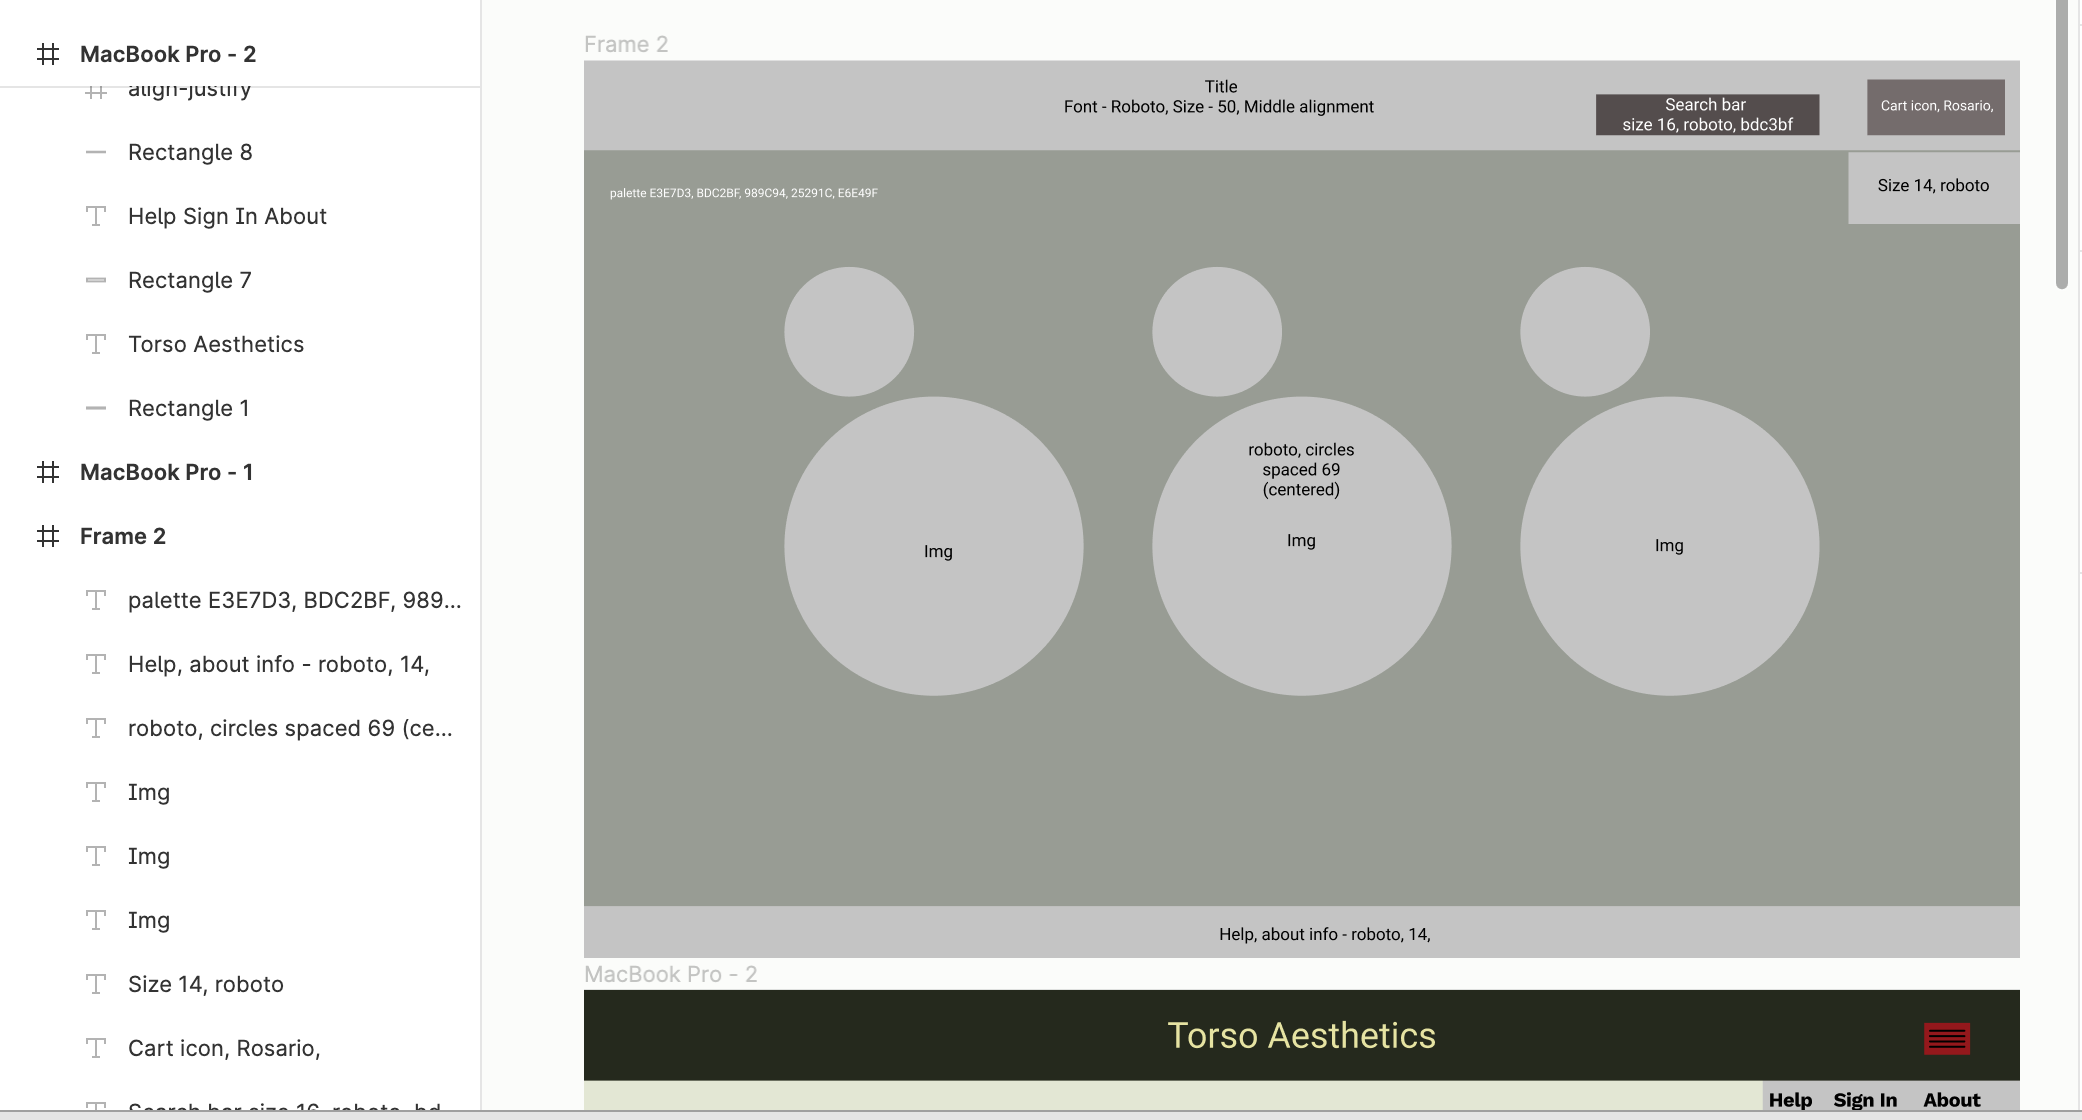 MacBook Pro - 2
align-justify
Rectangle 8
Help Sign In About
Rectangle 7
Torso Aesthetics
Rectangle 1
MacBook Pro - 1
Frame 2
palette E3E7D3, BDC2BF, 989...
Help, about info - roboto, 14,
roboto, circles spaced 69 (ce...
Img
Img
Img
Size 14, roboto
Cart icon, Rosario,
Search bar size 16, roboto, bd...
Frame 2
Title
Font - Roboto, Size - 50, Middle alignment
Search bar
size 16, roboto, bdc3bf
Cart icon, Rosario,
palette E3E7D3, BDC2BF, 989C94, 25291C, E6E49F
Size 14, roboto
roboto, circles
spaced 69
(centered)
Img
Img
Img
Help, about info - roboto, 14,
MacBook Pro - 2
Torso Aesthetics
Help Sign In About